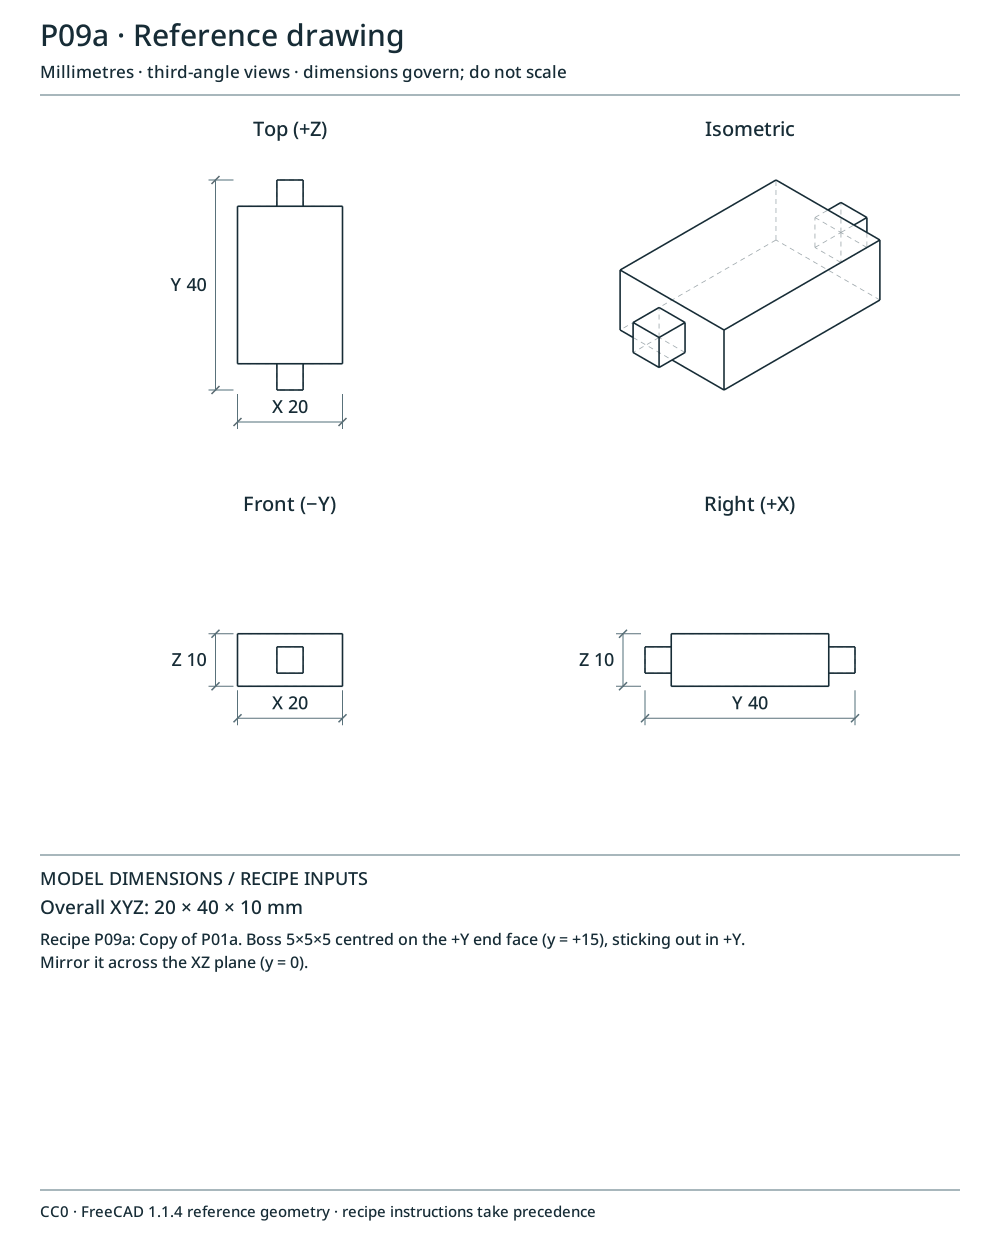 P09a · Reference drawing
Millimetres · third-angle views · dimensions govern; do not scale
Top (+Z)
Isometric
Y 40
X 20
Front (−Y)
Right (+X)
Z 10
X 20
Z 10
Y 40
MODEL DIMENSIONS / RECIPE INPUTS
Overall XYZ: 20 × 40 × 10 mm
Recipe P09a: Copy of P01a. Boss 5×5×5 centred on the +Y end face (y = +15), sticking out in +Y.
Mirror it across the XZ plane (y = 0).
CC0 · FreeCAD 1.1.4 reference geometry · recipe instructions take precedence